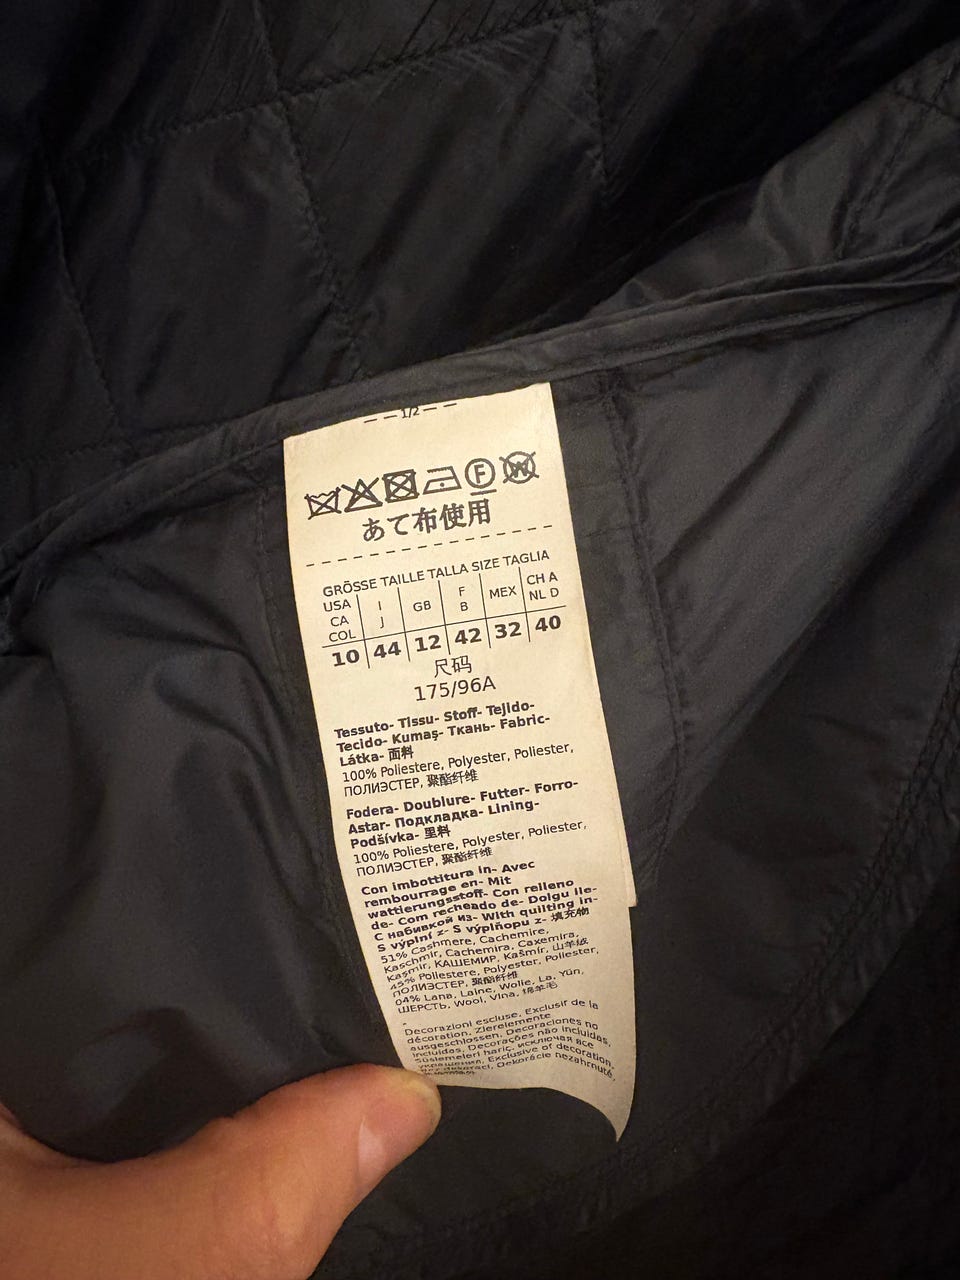 1/2
F W
あて布使用
GRÖSSE TAILLE TALLA SIZE TAGLIA
USA CA COL I J GB F B MEX CH A NL D
10 44 12 42 32 40
尺码
175/96A
Tessuto- Tissu- Stoff- Tejido-
Tecido- Kumaş- Ткань- Fabric-
Látka- 面料
100% Poliestere, Polyester, Poliester,
ПОЛИЭСТЕР, 聚酯纤维
Fodera- Doublure- Futter- Forro-
Astar- Подкладка- Lining-
Podšívka- 里料
100% Poliestere, Polyester, Poliester,
ПОЛИЭСТЕР, 聚酯纤维
Con imbottitura in- Avec
rembourrage en- Mit
wattierungsstoff- Con relleno
de- Com recheado de- Dolgu lle-
С набивкой из- With quilting in-
S výplní z- S výplňou z- 填充物
51% Cashmere, Cachemire,
Kaschmir, Cachemira, Caxemira,
Kaşmir, КАШЕМИР, Kašmír, 山羊绒
45% Poliestere, Polyester, Poliester,
ПОЛИЭСТЕР, 聚酯纤维
04% Lana, Laine, Wolle, La, Yün,
ШЕРСТЬ, Wool, Vlna, 绵羊毛
-
Decorazioni escluse, Exclusif de la
décoration, Zierelemente
ausgeschlossen, Decoraciones no
incluidas, Decorações não incluídas,
Süslemeleri hariç, исключая все
украшения, Exclusive of decoration,
Bez dekorací, Dekorácie nezahrnuté,